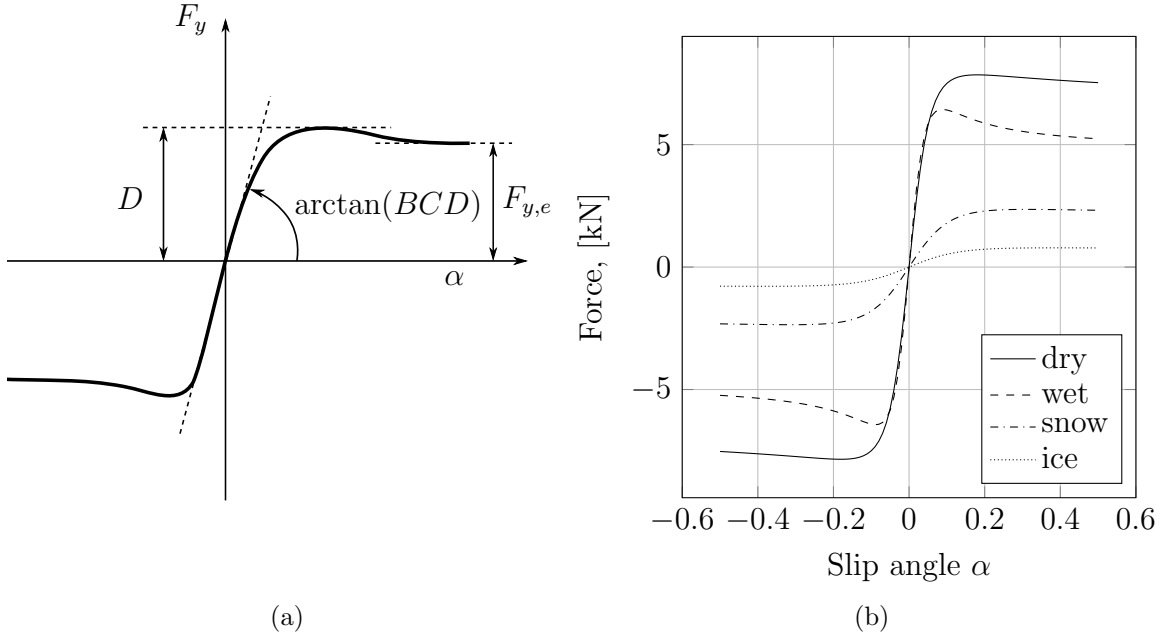 F_y
D
arctan(BCD)
F_{y,e}
α
(a)
Force, [kN]
5
0
−5
−0.6 −0.4 −0.2 0 0.2 0.4 0.6
Slip angle α
dry
wet
snow
ice
(b)